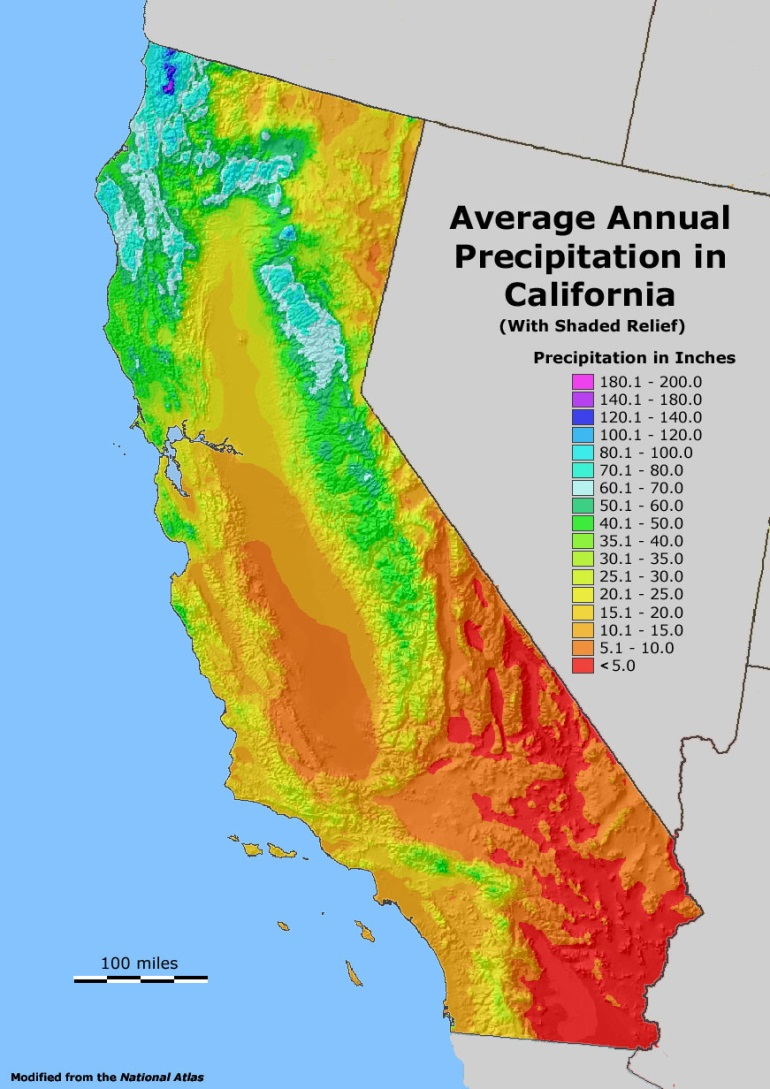 Average Annual
Precipitation in
California
(With Shaded Relief)
Precipitation in Inches
180.1 - 200.0
140.1 - 180.0
120.1 - 140.0
100.1 - 120.0
80.1 - 100.0
70.1 - 80.0
60.1 - 70.0
50.1 - 60.0
40.1 - 50.0
35.1 - 40.0
30.1 - 35.0
25.1 - 30.0
20.1 - 25.0
15.1 - 20.0
10.1 - 15.0
5.1 - 10.0
<5.0
100 miles
Modified from the National Atlas